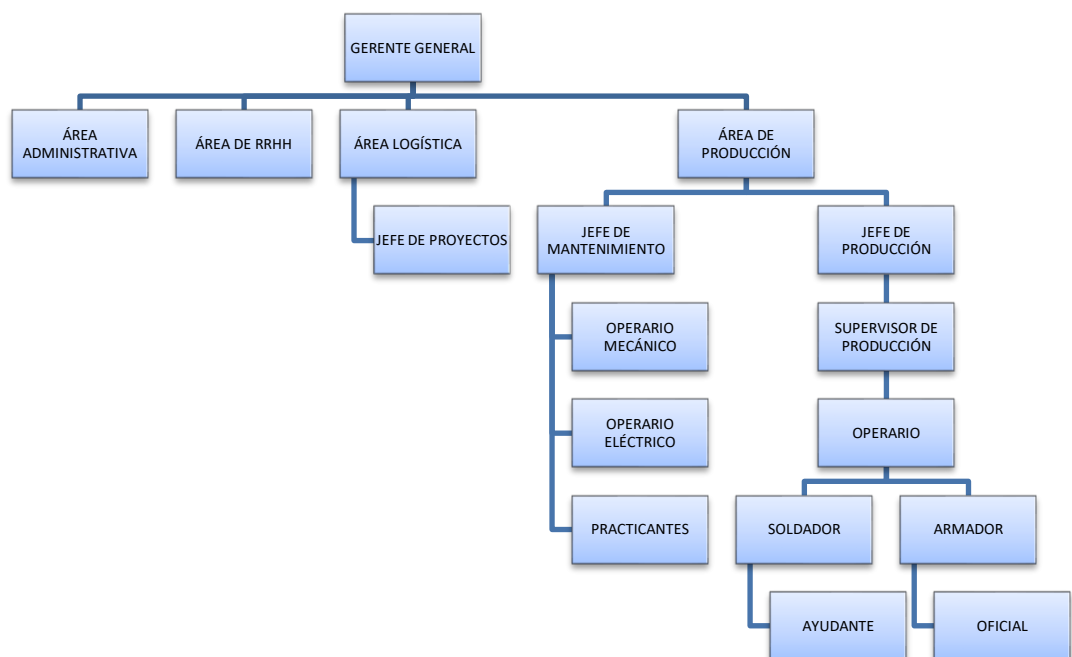 GERENTE GENERAL
ÁREA
ADMINISTRATIVA
ÁREA DE RRHH
ÁREA LOGÍSTICA
ÁREA DE
PRODUCCIÓN
JEFE DE PROYECTOS
JEFE DE
MANTENIMIENTO
JEFE DE
PRODUCCIÓN
OPERARIO
MECÁNICO
SUPERVISOR DE
PRODUCCIÓN
OPERARIO
ELÉCTRICO
OPERARIO
PRACTICANTES
SOLDADOR
ARMADOR
AYUDANTE
OFICIAL